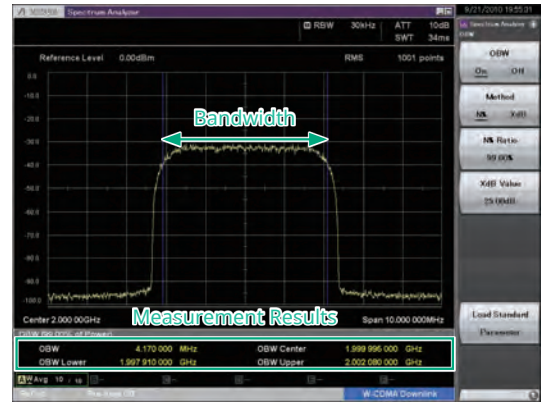 Spectrum Analyzer
9/21/2010 19:55:01
RBW 30kHz ATT 10dB
SWT 34ms
Reference Level 0.00dBm RMS 1001 points
0.0
-10.0
-20.0
-30.0
-40.0
-50.0
-60.0
-70.0
-80.0
-90.0
-100.0
Bandwidth
Measurement Results
Center 2.000 00GHz Span 10.000 000MHz
OBW (99.00% of Power)
OBW 4.170 000 MHz OBW Center 1.999 995 000 GHz
OBW Lower 1.997 910 000 GHz OBW Upper 2.002 080 000 GHz
Avg 10 / 10
W-CDMA Downlink
Spectrum Analyzer
OBW
OBW
On Off
Method
N% XdB
N% Ratio
99.00%
XdB Value
25.00dB
Load Standard
Parameter